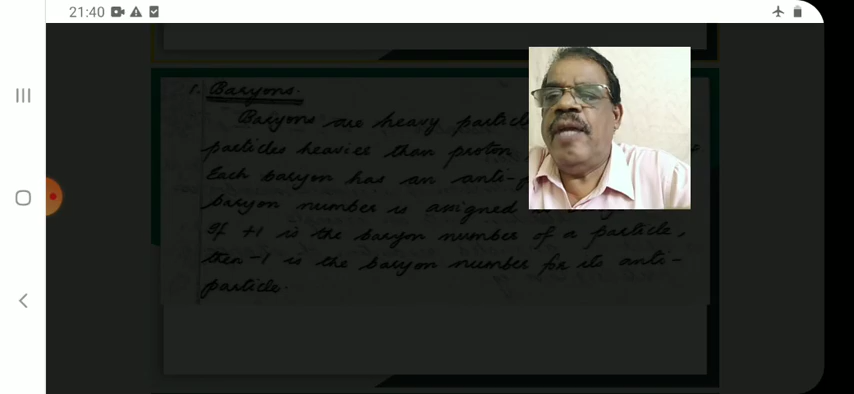 21:40
1. Baryons.
Baryons are heavy
particles heavier than proton
Each baryon has an anti-
baryon number is assigned
If +1 is the baryon number of a particle,
then -1 is the baryon number for its anti-
particle.